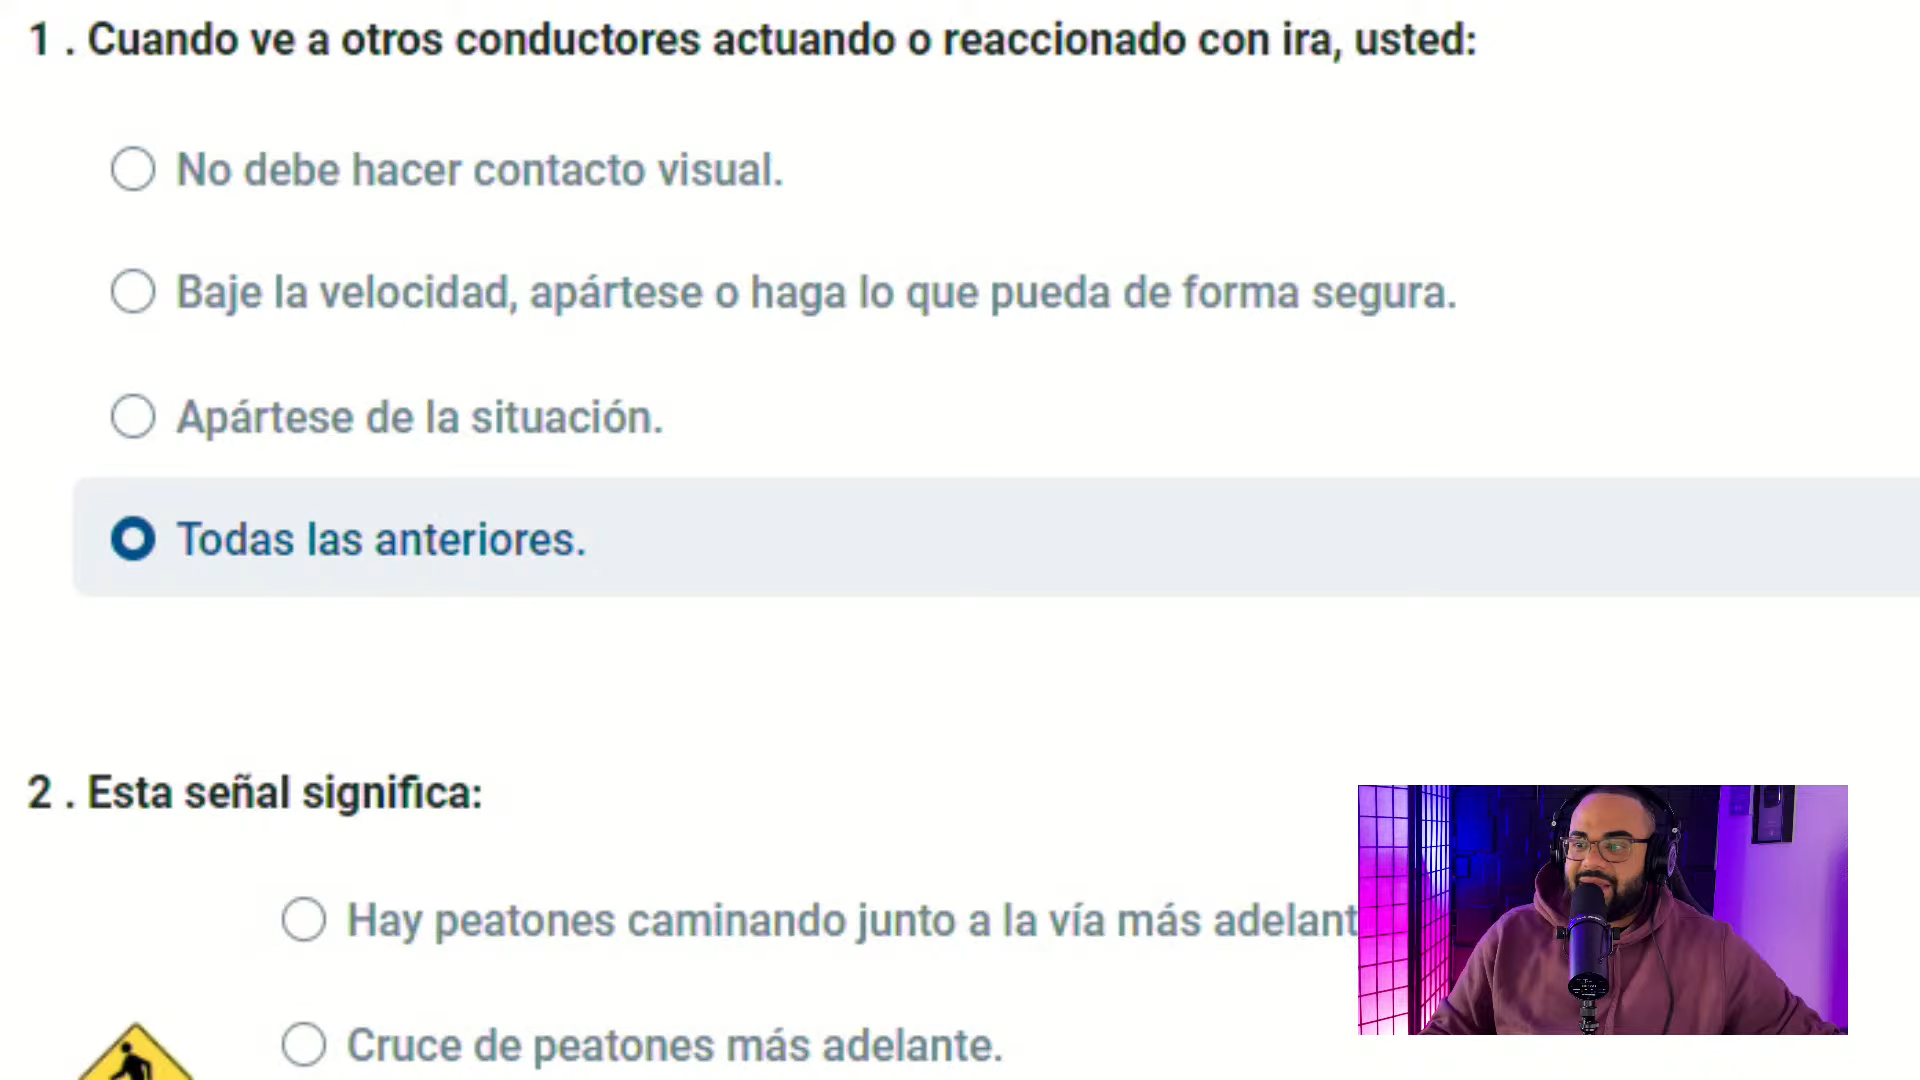 1 . Cuando ve a otros conductores actuando o reaccionado con ira, usted:
No debe hacer contacto visual.
Baje la velocidad, apártese o haga lo que pueda de forma segura.
Apártese de la situación.
Todas las anteriores.
2 . Esta señal significa:
Hay peatones caminando junto a la vía más adelant
Cruce de peatones más adelante.